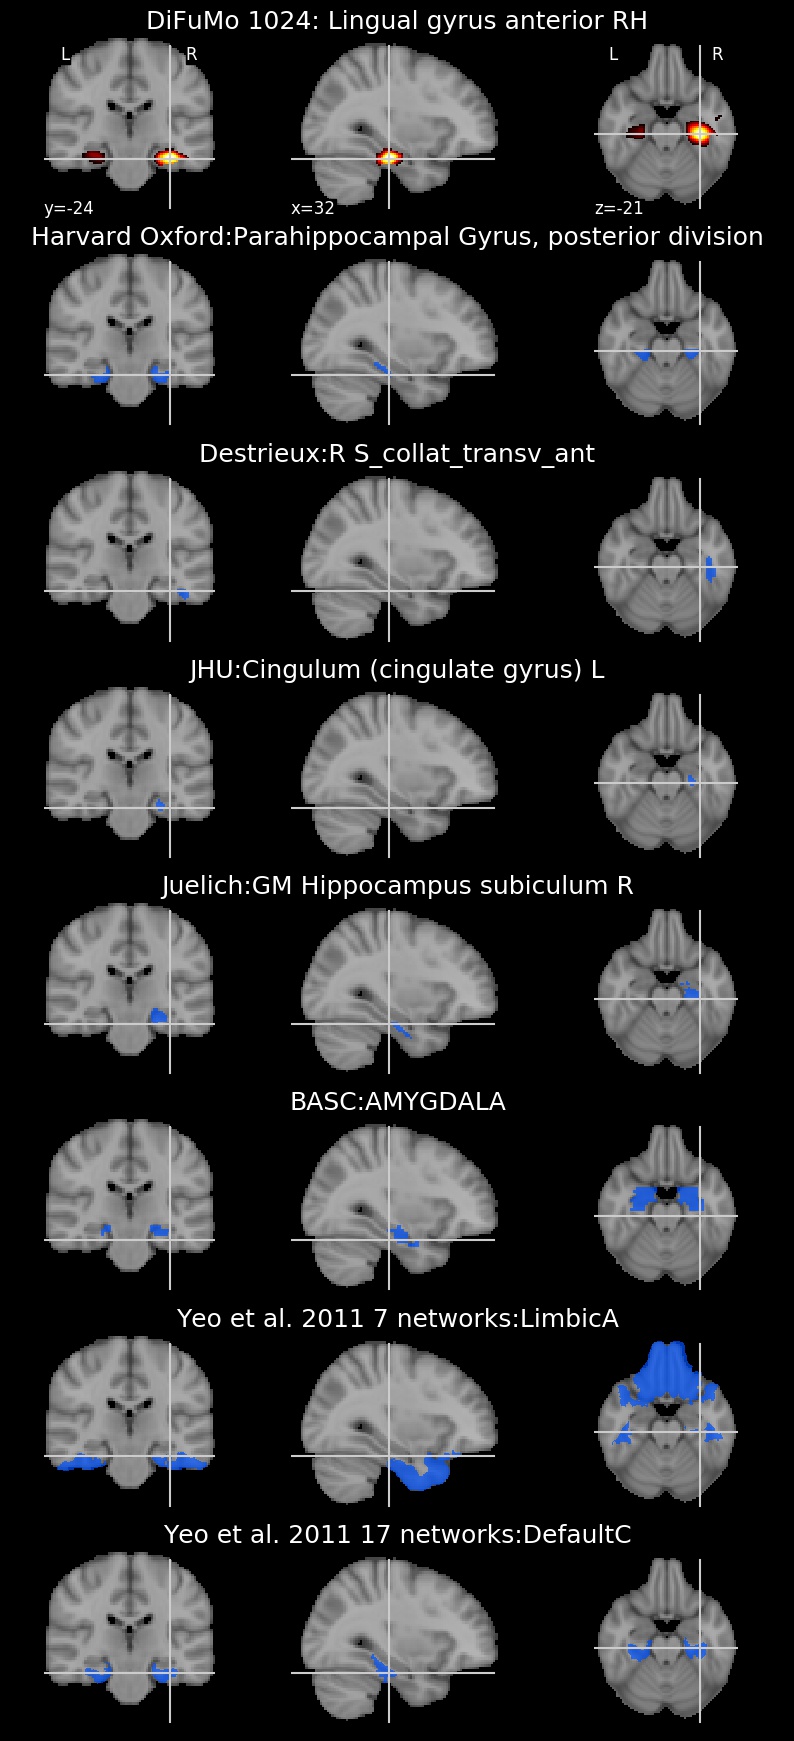 DiFuMo 1024: Lingual gyrus anterior RH
L R L R
y=-24 x=32 z=-21
Harvard Oxford:Parahippocampal Gyrus, posterior division
Destrieux:R S_collat_transv_ant
JHU:Cingulum (cingulate gyrus) L
Juelich:GM Hippocampus subiculum R
BASC:AMYGDALA
Yeo et al. 2011 7 networks:LimbicA
Yeo et al. 2011 17 networks:DefaultC